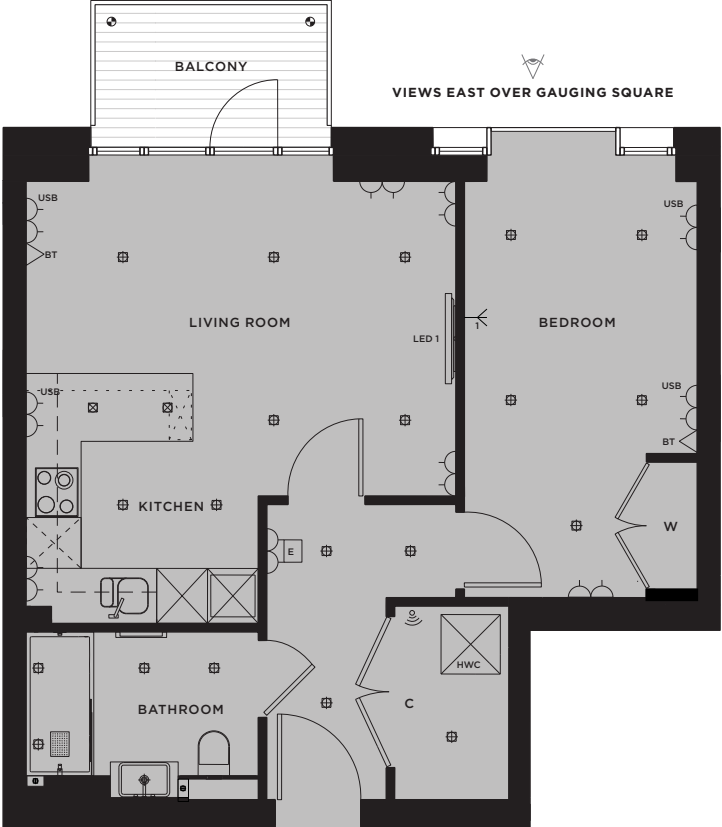 BALCONY
VIEWS EAST OVER GAUGING SQUARE
USB
BT
USB
LIVING ROOM
LED 1
1
BEDROOM
USB
USB
BT
KITCHEN
W
E
HWC
C
BATHROOM